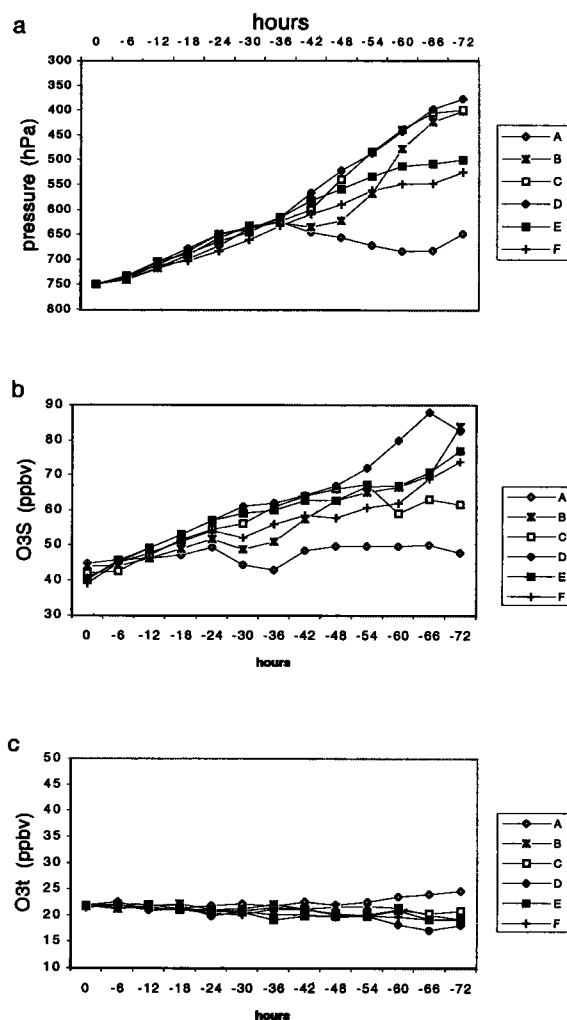 a
hours
0 -6 -12 -18 -24 -30 -36 -42 -48 -54 -60 -66 -72
pressure (hPa)
300
350
400
450
500
550
600
650
700
750
800
A
B
C
D
E
F
b
O3S (ppbv)
90
80
70
60
50
40
30
0 -6 -12 -18 -24 -30 -36 -42 -48 -54 -60 -66 -72
hours
A
B
C
D
E
F
c
O3t (ppbv)
50
45
40
35
30
25
20
15
10
0 -6 -12 -18 -24 -30 -36 -42 -48 -54 -60 -66 -72
hours
A
B
C
D
E
F